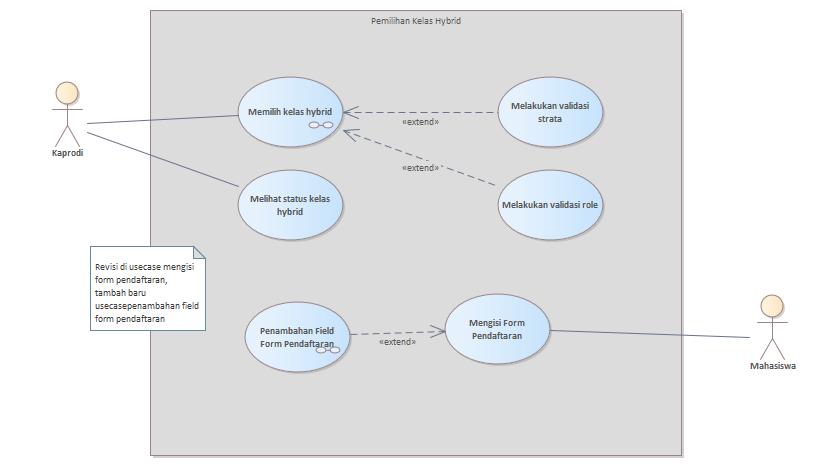 Pemilihan Kelas Hybrid
Kaprodi
Memilih kelas hybrid
«extend»
Melakukan validasi
strata
«extend»
Melihat status kelas
hybrid
Melakukan validasi role
Revisi di usecase mengisi
form pendaftaran,
tambah baru
usecasepenambahan field
form pendaftaran
Penambahan Field
Form Pendaftaran
«extend»
Mengisi Form
Pendaftaran
Mahasiswa